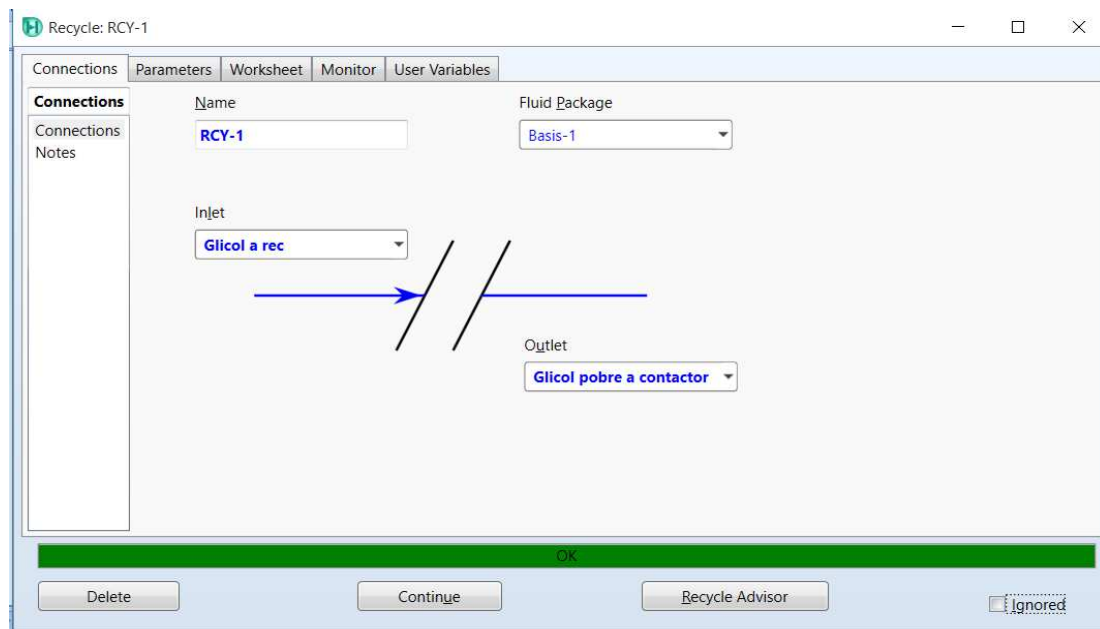 Recycle: RCY-1
Connections Parameters Worksheet Monitor User Variables
Connections
Connections
Notes
Name
RCY-1
Fluid Package
Basis-1
Inlet
Glicol a rec
Outlet
Glicol pobre a contactor
OK
Delete Continue Recycle Advisor Ignored